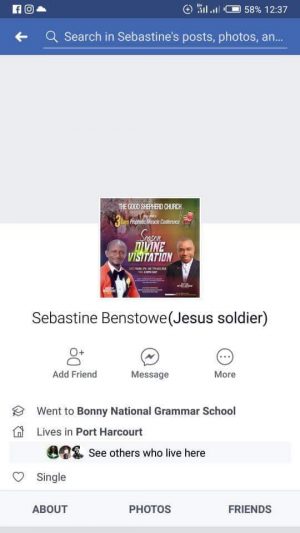 58% 12:37
Search in Sebastine's posts, photos, an...
THE GOOD SHEPHERD CHURCH
3 Days Prophetic Miracle Conference
Season
DIVINE
VISITATION
Sebastine Benstowe(Jesus soldier)
Add Friend
Message
More
Went to Bonny National Grammar School
Lives in Port Harcourt
See others who live here
Single
ABOUT
PHOTOS
FRIENDS